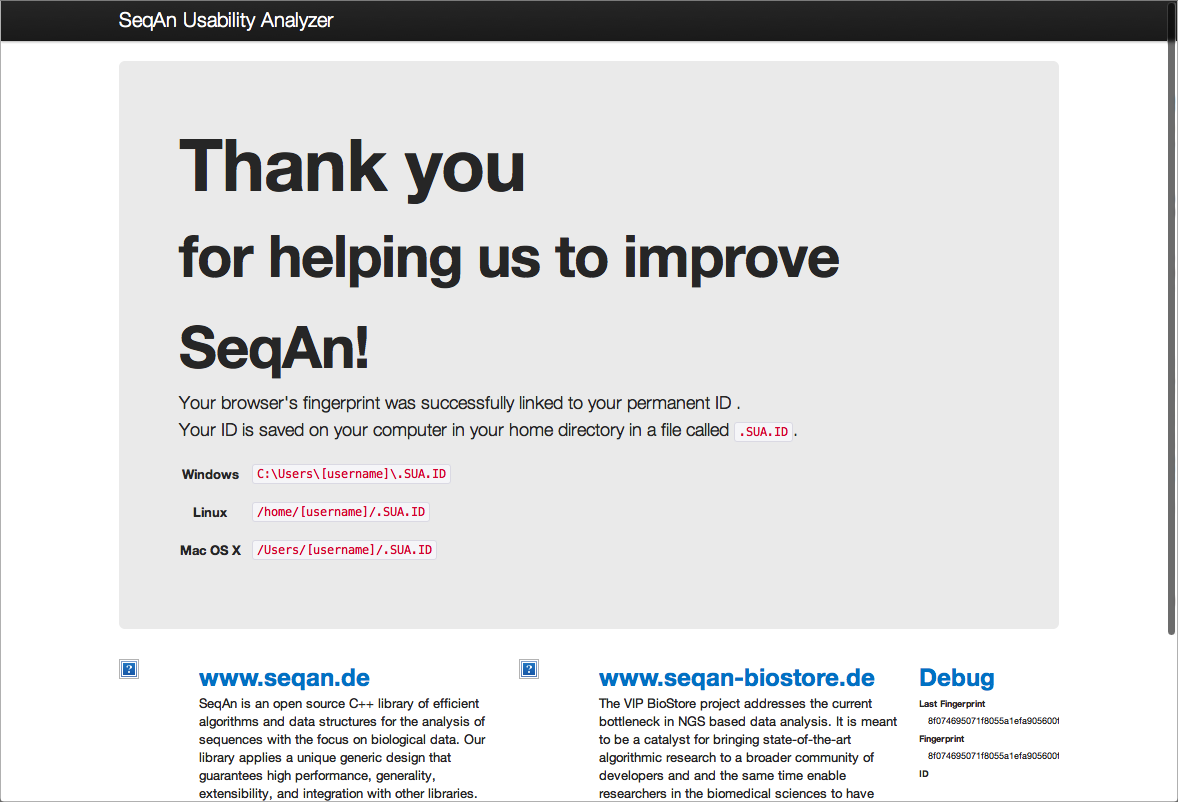 SeqAn Usability Analyzer
Thank you
for helping us to improve
SeqAn!
Your browser's fingerprint was successfully linked to your permanent ID .
Your ID is saved on your computer in your home directory in a file called .SUA.ID.
Windows C:\Users\[username]\.SUA.ID
Linux /home/[username]/.SUA.ID
Mac OS X /Users/[username]/.SUA.ID
www.seqan.de
SeqAn is an open source C++ library of efficient
algorithms and data structures for the analysis of
sequences with the focus on biological data. Our
library applies a unique generic design that
guarantees high performance, generality,
extensibility, and integration with other libraries.
www.seqan-biostore.de
The VIP BioStore project addresses the current
bottleneck in NGS based data analysis. It is meant
to be a catalyst for bringing state-of-the-art
algorithmic research to a broader community of
developers and and the same time enable
researchers in the biomedical sciences to have
Debug
Last Fingerprint
8f074695071f8055a1efa905600f
Fingerprint
8f074695071f8055a1efa905600f
ID